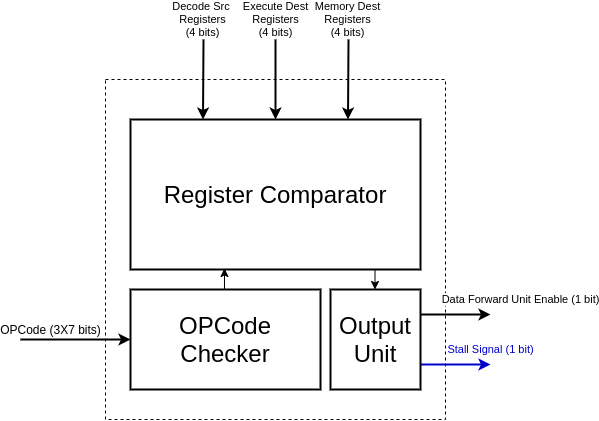 Decode Src
Registers
(4 bits)
Execute Dest
Registers
(4 bits)
Memory Dest
Registers
(4 bits)
Register Comparator
OPCode (3X7 bits)
OPCode
Checker
Output
Unit
Data Forward Unit Enable (1 bit)
Stall Signal (1 bit)